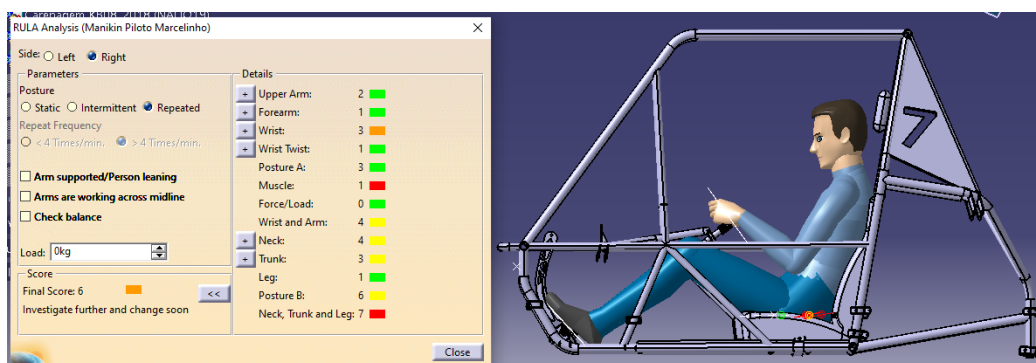 Carenagem KB08_2018 (NAUO19)
RULA Analysis (Manikin Piloto Marcelinho)
Side: Left Right
Parameters
Posture
Static Intermittent Repeated
Repeat Frequency
< 4 Times/min. > 4 Times/min.
Arm supported/Person leaning
Arms are working across midline
Check balance
Load: 0kg
Score
Final Score: 6
<<
Investigate further and change soon
Details
+ Upper Arm: 2
+ Forearm: 1
+ Wrist: 3
+ Wrist Twist: 1
Posture A: 3
Muscle: 1
Force/Load: 0
Wrist and Arm: 4
+ Neck: 4
+ Trunk: 3
Leg: 1
Posture B: 6
Neck, Trunk and Leg: 7
Close
7